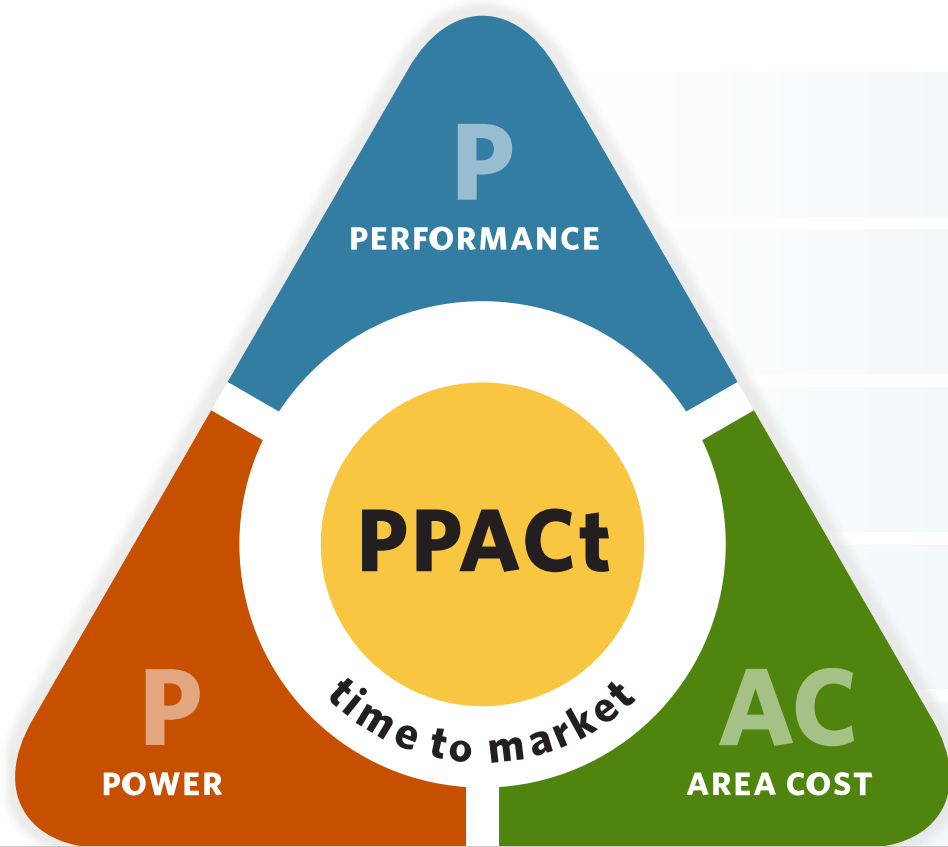 P
PERFORMANCE
PPACt
time to market
P
POWER
AC
AREA COST